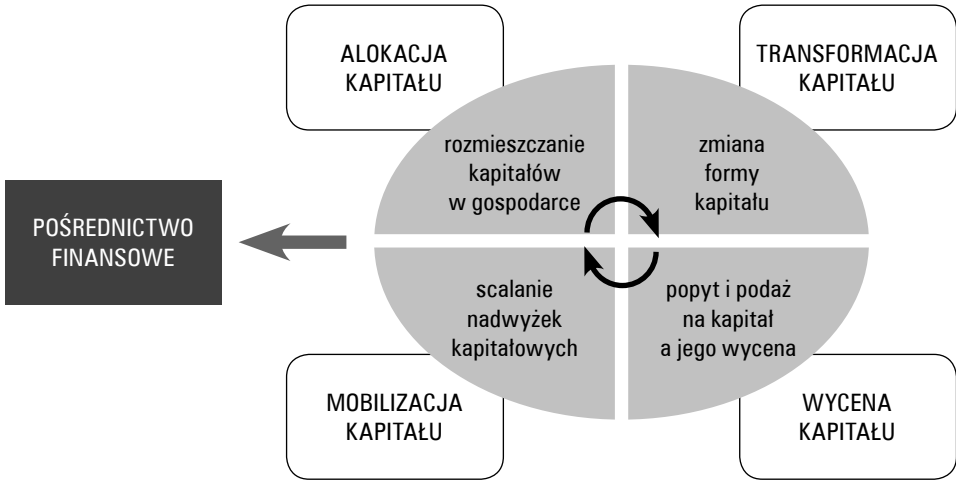 ALOKACJA
KAPITAŁU
TRANSFORMACJA
KAPITAŁU
rozmieszczanie
kapitałów
w gospodarce
zmiana
formy
kapitału
POŚREDNICTWO
FINANSOWE
scalanie
nadwyżek
kapitałowych
popyt i podaż
na kapitał
a jego wycena
MOBILIZACJA
KAPITAŁU
WYCENA
KAPITAŁU